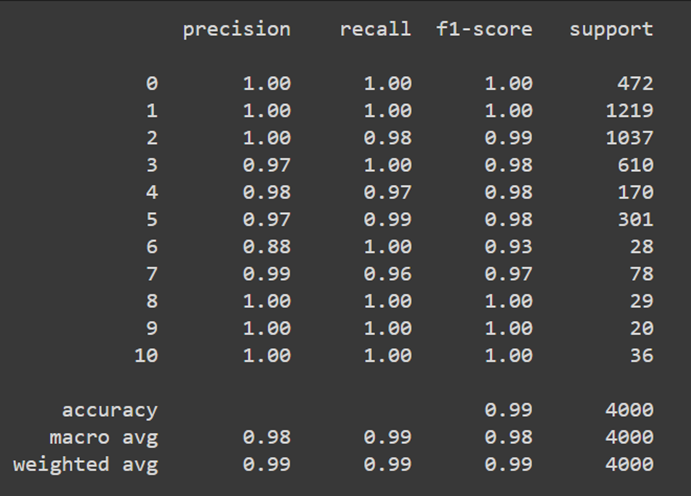 precision recall f1-score support
0 1.00 1.00 1.00 472
1 1.00 1.00 1.00 1219
2 1.00 0.98 0.99 1037
3 0.97 1.00 0.98 610
4 0.98 0.97 0.98 170
5 0.97 0.99 0.98 301
6 0.88 1.00 0.93 28
7 0.99 0.96 0.97 78
8 1.00 1.00 1.00 29
9 1.00 1.00 1.00 20
10 1.00 1.00 1.00 36
accuracy 0.99 4000
macro avg 0.98 0.99 0.98 4000
weighted avg 0.99 0.99 0.99 4000